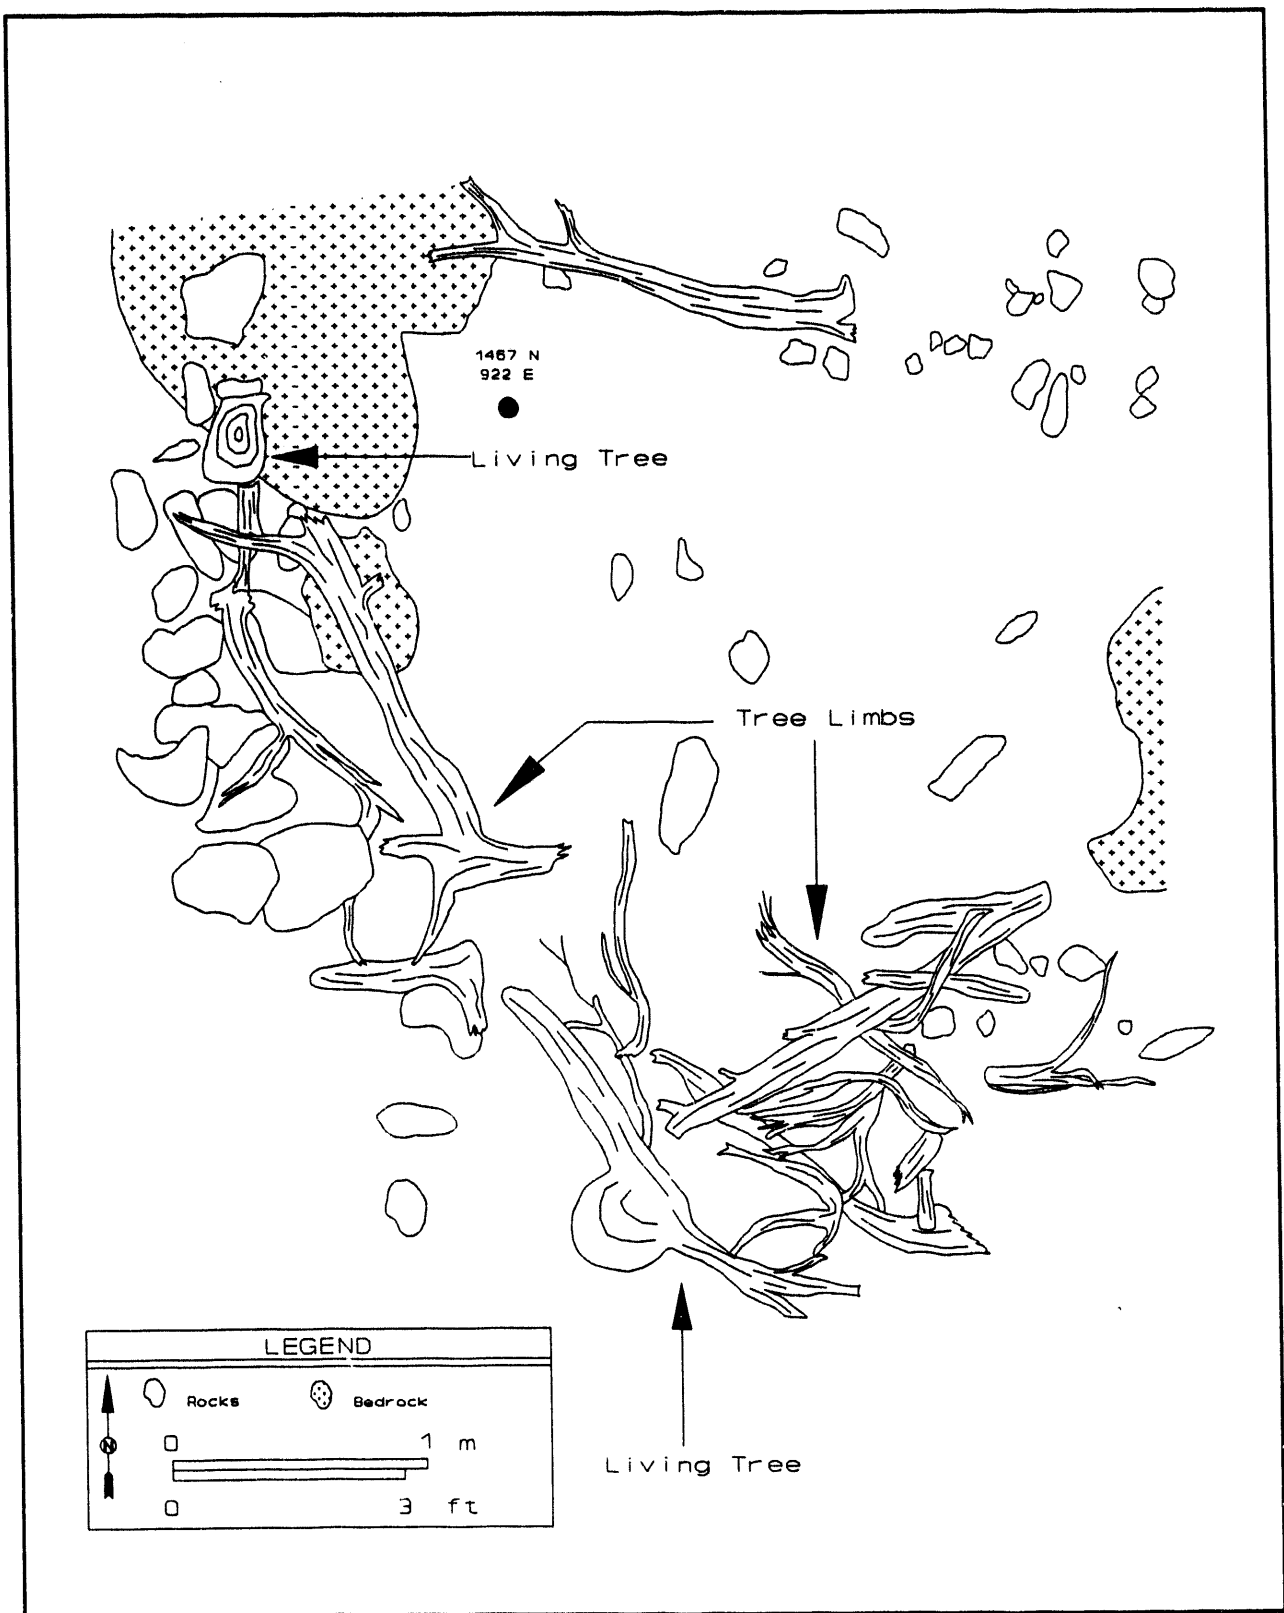 1467 N
922 E
Living Tree
Tree Limbs
Living Tree
LEGEND
Rocks Bedrock
N
0 1 m
0 3 ft